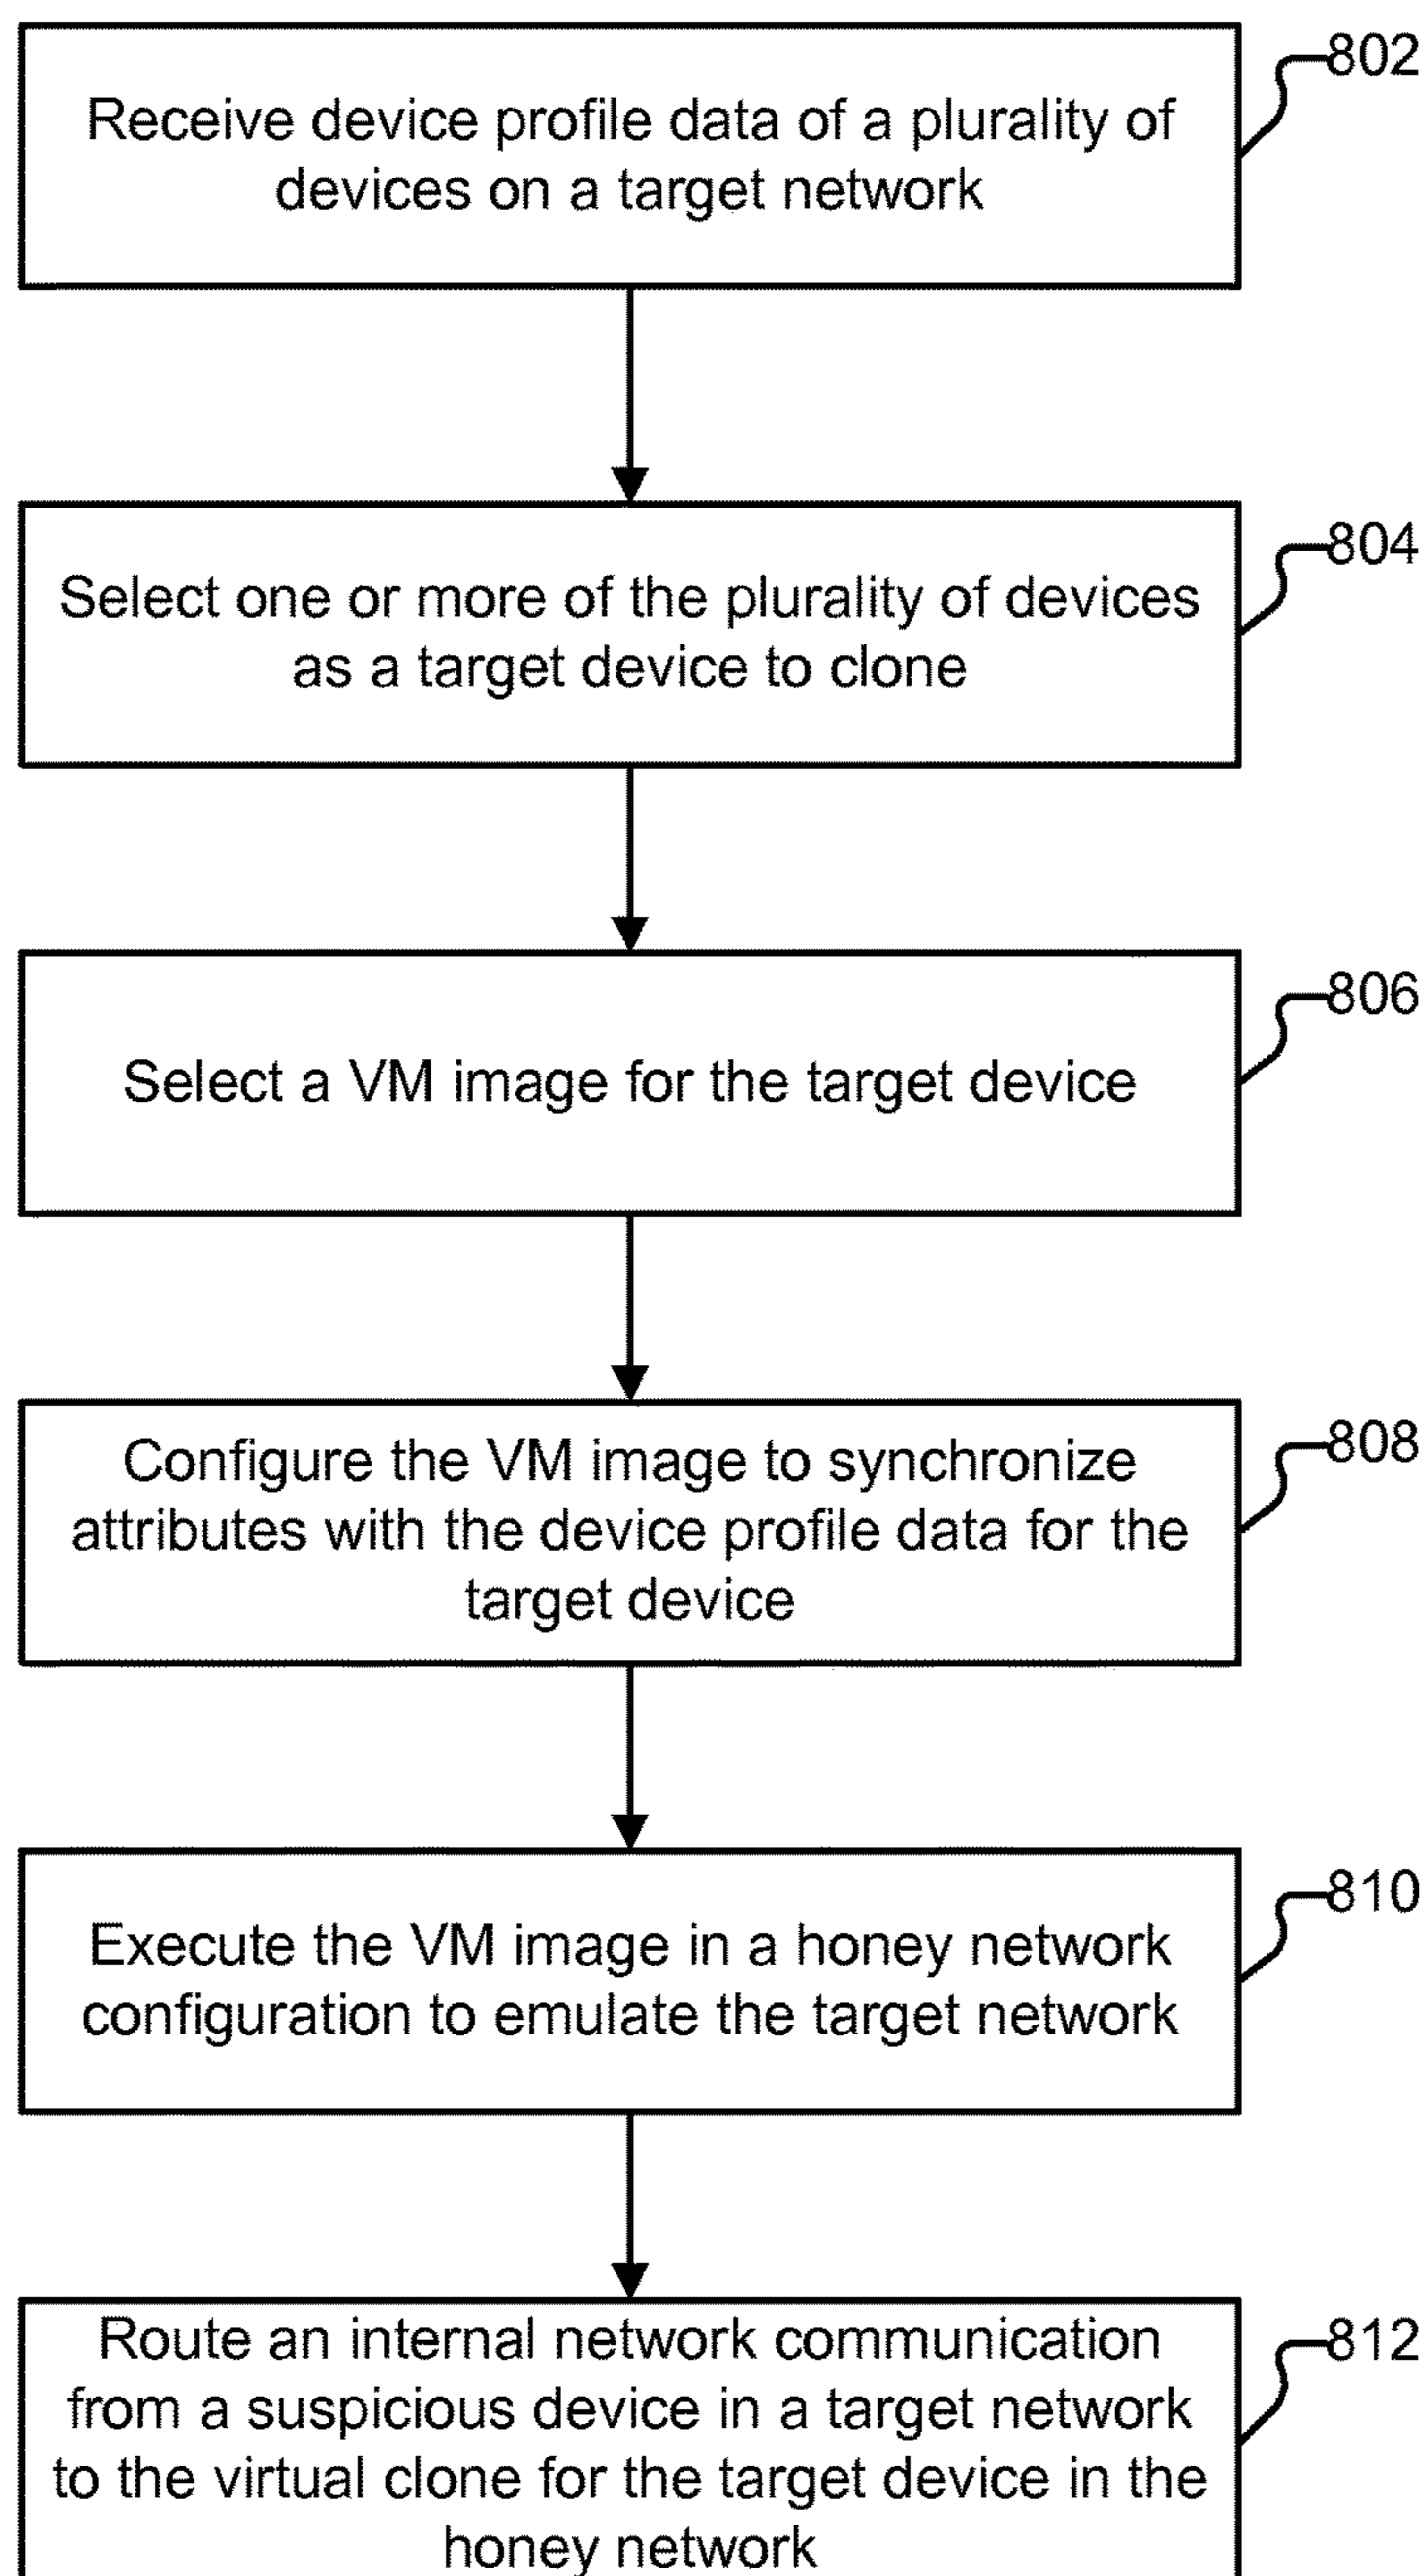 802
Receive device profile data of a plurality of
devices on a target network
804
Select one or more of the plurality of devices
as a target device to clone
806
Select a VM image for the target device
808
Configure the VM image to synchronize
attributes with the device profile data for the
target device
810
Execute the VM image in a honey network
configuration to emulate the target network
812
Route an internal network communication
from a suspicious device in a target network
to the virtual clone for the target device in the
honey network